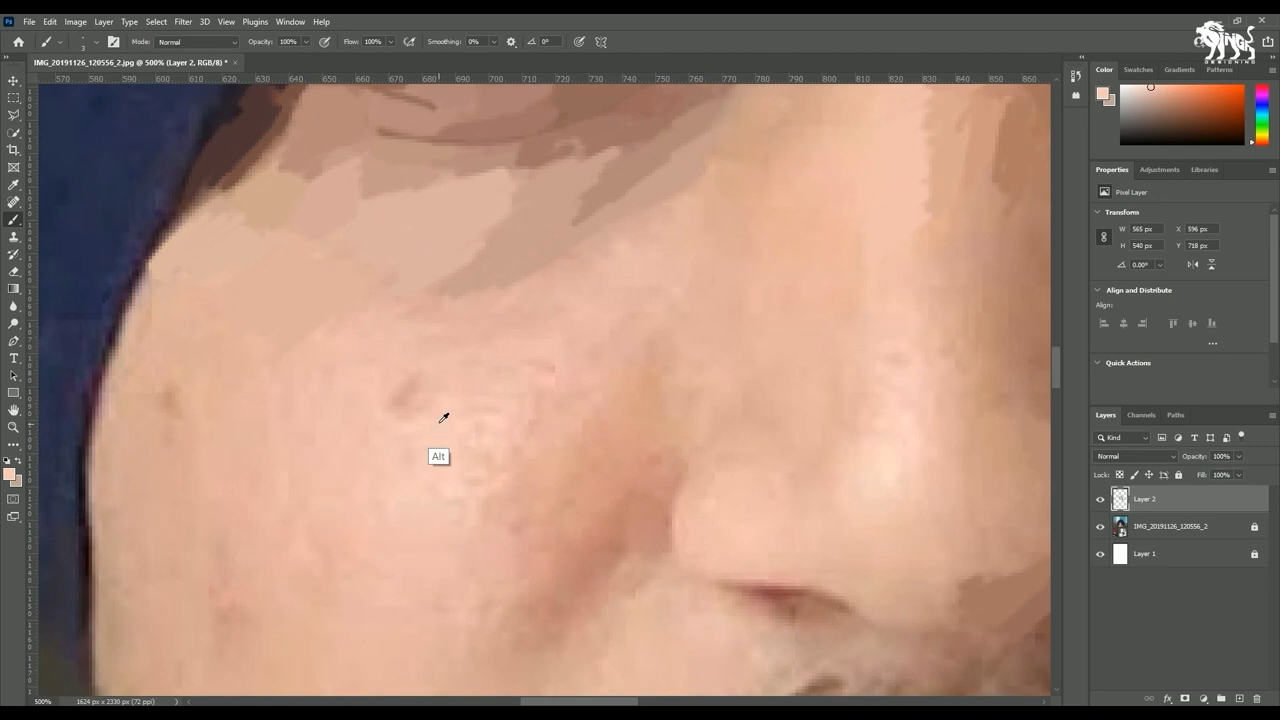 Ps File Edit Image Layer Type Select Filter 3D View Plugins Window Help
3 Mode: Normal Opacity: 100% Flow: 100% Smoothing: 0% 0°
DESIGNING
IMG_20191126_120556_2.jpg @ 500% (Layer 2, RGB/8) * ×
570 580 590 600 610 620 630 640 650 660 670 680 690 700 710 720 730 740 750 760 770 780 790 800 810 820 830 840 850 860
Color Swatches Gradients Patterns
Properties Adjustments Libraries
Pixel Layer
Transform
W 565 px X 596 px
H 540 px Y 718 px
0.00°
Align and Distribute
Align:
Quick Actions
Layers Channels Paths
Kind
Normal Opacity: 100%
Lock: Fill: 100%
Layer 2
IMG_20191126_120556_2
Layer 1
Alt
500% 1624 px x 2330 px (72 ppi)